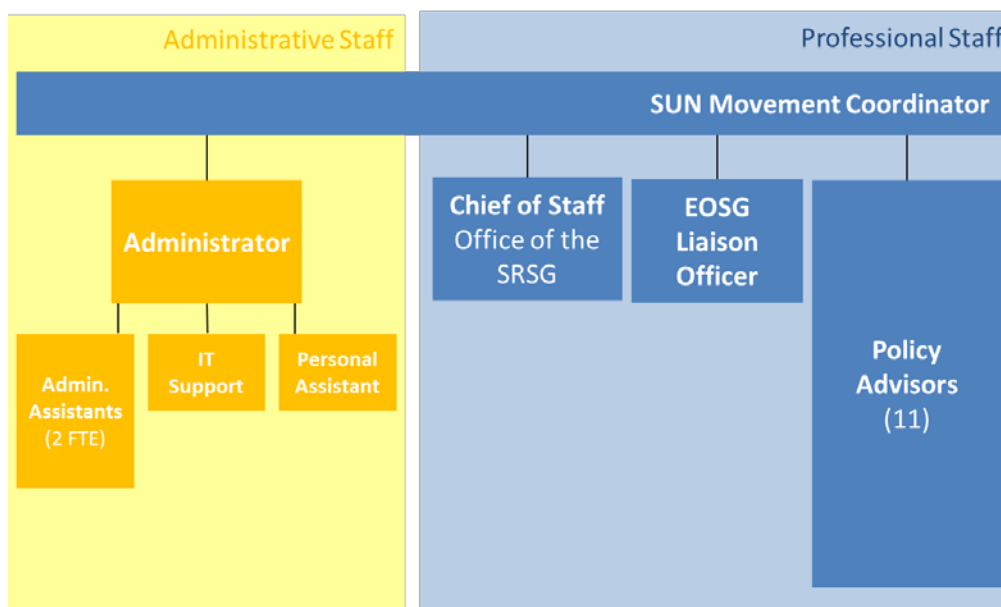 Administrative Staff
Professional Staff
SUN Movement Coordinator
Administrator
Chief of Staff
Office of the
SRSG
EOSG
Liaison
Officer
Policy
Advisors
(11)
Admin.
Assistants
(2 FTE)
IT
Support
Personal
Assistant